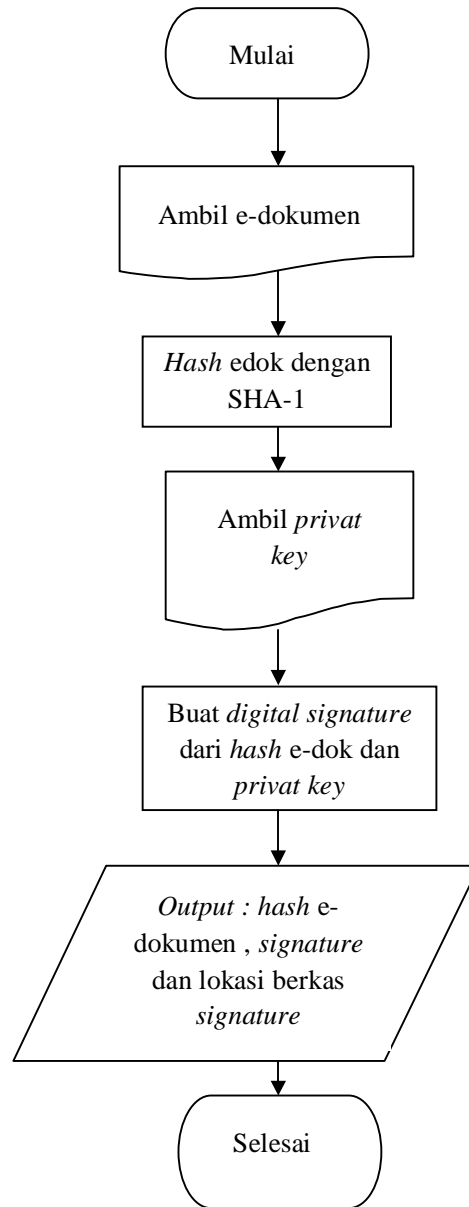 Mulai
Ambil e-dokumen
Hash edok dengan
SHA-1
Ambil privat
key
Buat digital signature
dari hash e-dok dan
privat key
Output : hash e-
dokumen , signature
dan lokasi berkas
signature
Selesai